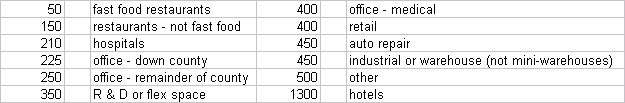 50 fast food restaurants 400 office - medical
150 restaurants - not fast food 400 retail
210 hospitals 450 auto repair
225 office - down county 450 industrial or warehouse (not mini-warehouses)
250 office - remainder of county 500 other
350 R & D or flex space 1300 hotels